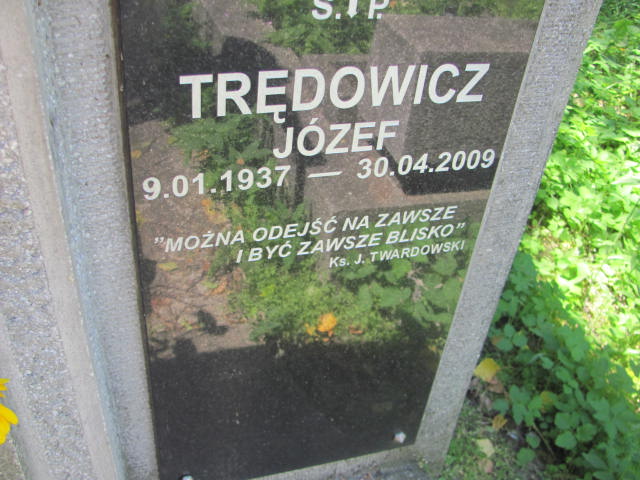 Ś.†P.
TRĘDOWICZ
JÓZEF
9.01.1937 — 30.04.2009
"MOŻNA ODEJŚĆ NA ZAWSZE
I BYĆ ZAWSZE BLISKO"
Ks. J. TWARDOWSKI